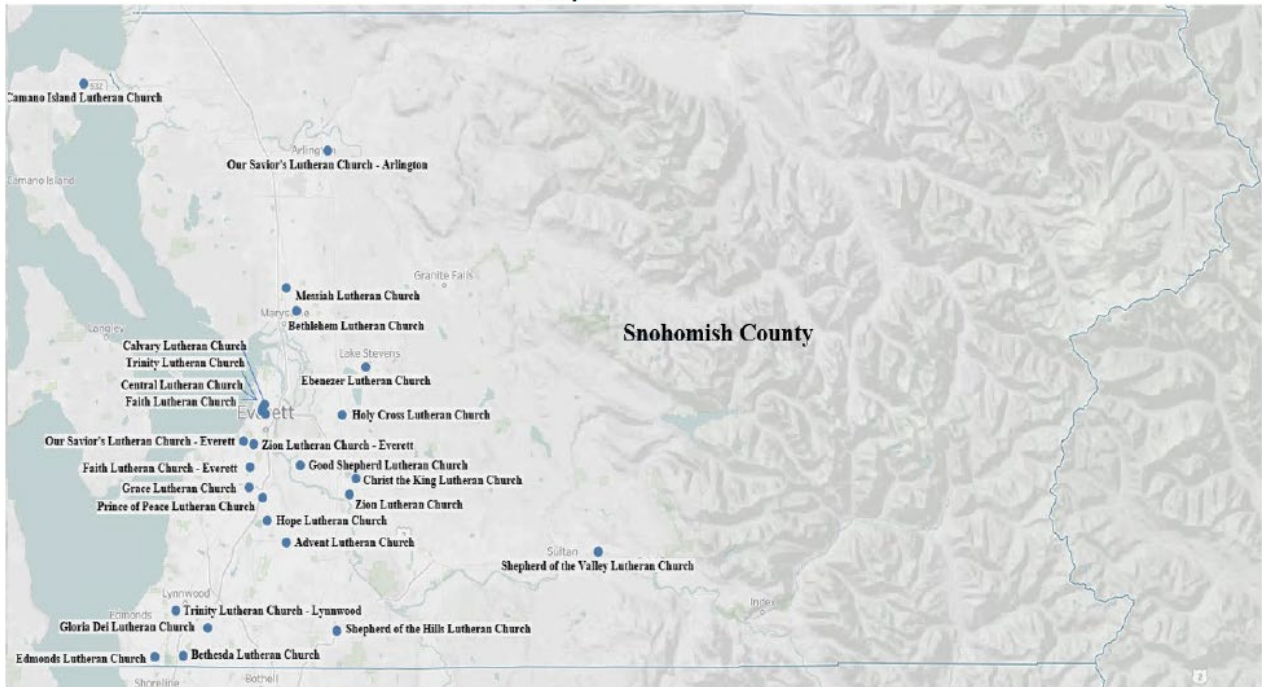 532
Camano Island Lutheran Church
Arlington
Our Savior's Lutheran Church - Arlington
Camano Island
Granite Falls
Messiah Lutheran Church
Bethlehem Lutheran Church
Langley
Snohomish County
Calvary Lutheran Church
Lake Stevens
Trinity Lutheran Church
Ebenezer Lutheran Church
Central Lutheran Church
Faith Lutheran Church
Everett
Holy Cross Lutheran Church
Our Savior's Lutheran Church - Everett
Zion Lutheran Church - Everett
Faith Lutheran Church - Everett
Good Shepherd Lutheran Church
Christ the King Lutheran Church
Grace Lutheran Church
Prince of Peace Lutheran Church
Zion Lutheran Church
Hope Lutheran Church
Advent Lutheran Church
Sultan
Shepherd of the Valley Lutheran Church
Lynnwood
Index
Edmonds
Trinity Lutheran Church - Lynnwood
Gloria Dei Lutheran Church
Shepherd of the Hills Lutheran Church
Edmonds Lutheran Church
Bethesda Lutheran Church
Shoreline
Bothell
2